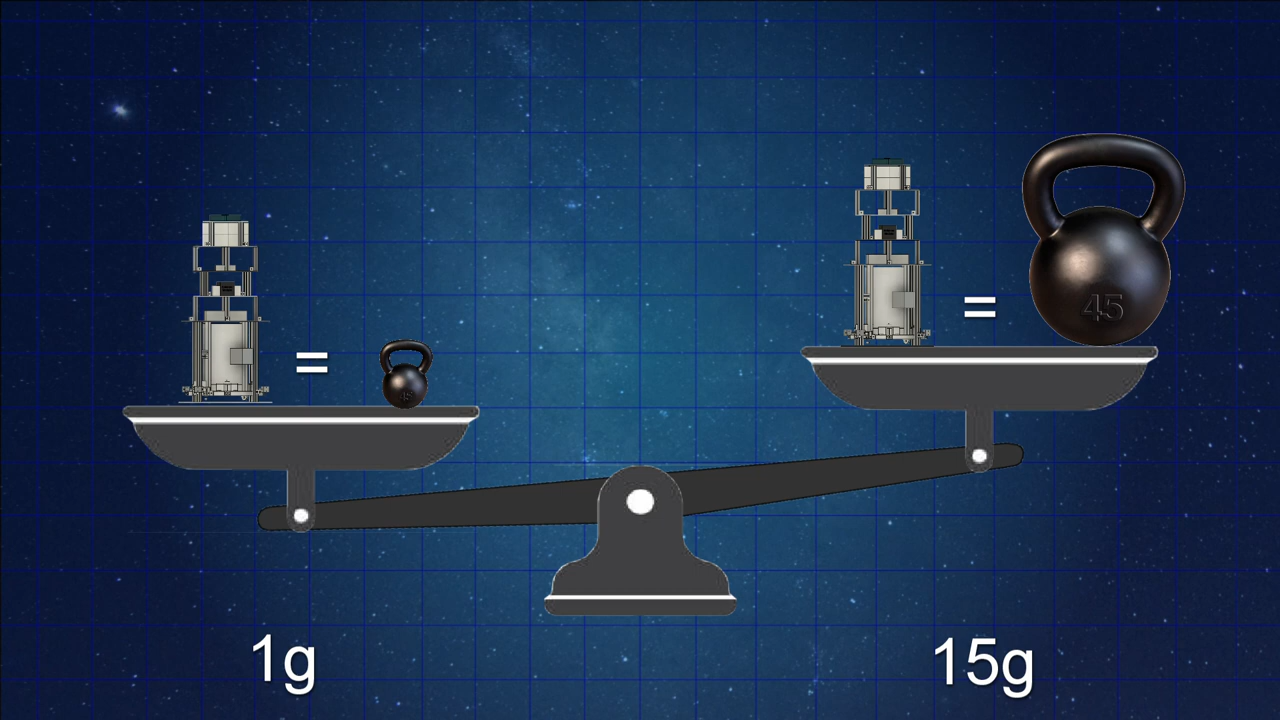 =
=
45
1g
15g